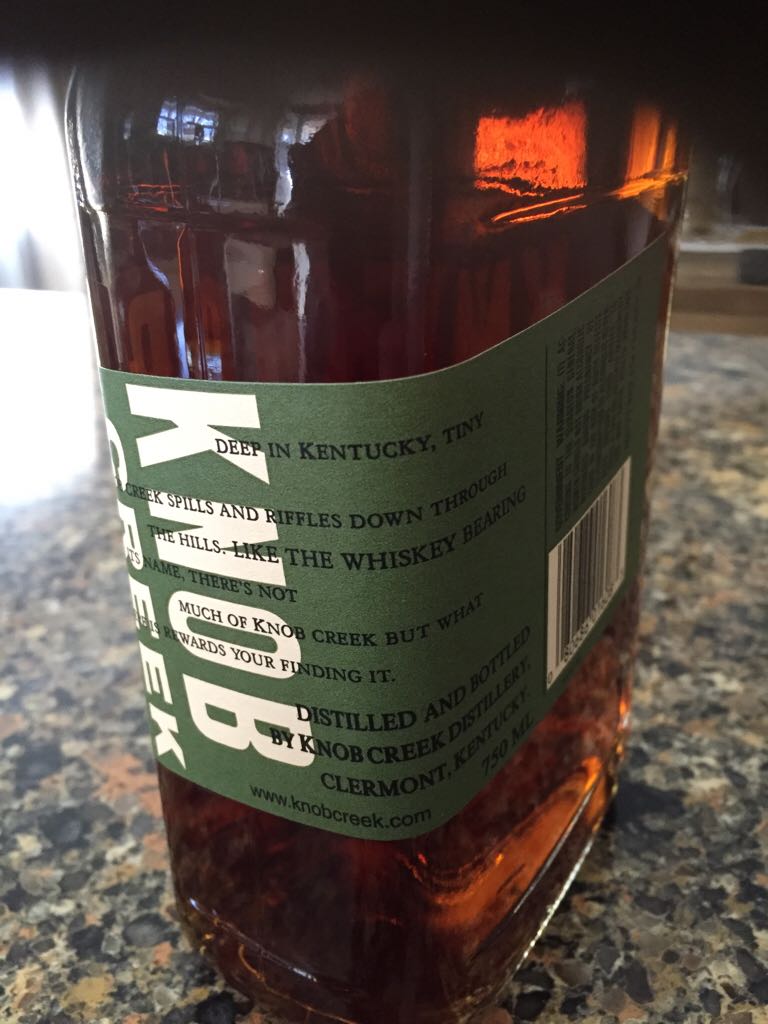 KNOB
CREEK
DEEP IN KENTUCKY, TINY
CREEK SPILLS AND RIFFLES DOWN THROUGH
THE HILLS. LIKE THE WHISKEY BEARING
ITS NAME, THERE'S NOT
MUCH OF KNOB CREEK BUT WHAT
IS REWARDS YOUR FINDING IT.
DISTILLED AND BOTTLED
BY KNOB CREEK DISTILLERY,
CLERMONT, KENTUCKY.
750 ML
www.knobcreek.com